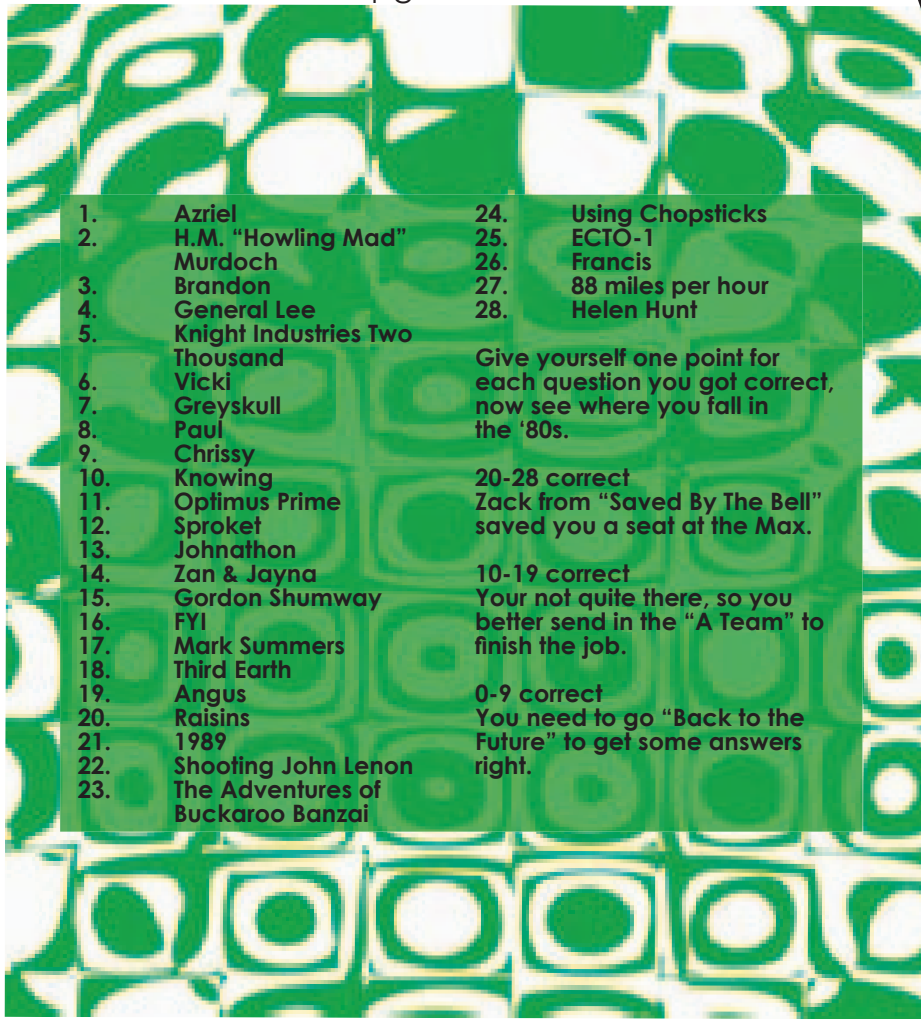 1. Azriel
2. H.M. “Howling Mad”
Murdoch
3. Brandon
4. General Lee
5. Knight Industries Two
Thousand
6. Vicki
7. Greyskull
8. Paul
9. Chrissy
10. Knowing
11. Optimus Prime
12. Sproket
13. Johnathon
14. Zan & Jayna
15. Gordon Shumway
16. FYI
17. Mark Summers
18. Third Earth
19. Angus
20. Raisins
21. 1989
22. Shooting John Lenon
23. The Adventures of
Buckaroo Banzai
24. Using Chopsticks
25. ECTO-1
26. Francis
27. 88 miles per hour
28. Helen Hunt
Give yourself one point for
each question you got correct,
now see where you fall in
the ‘80s.
20-28 correct
Zack from “Saved By The Bell”
saved you a seat at the Max.
10-19 correct
Your not quite there, so you
better send in the “A Team” to
finish the job.
0-9 correct
You need to go “Back to the
Future” to get some answers
right.